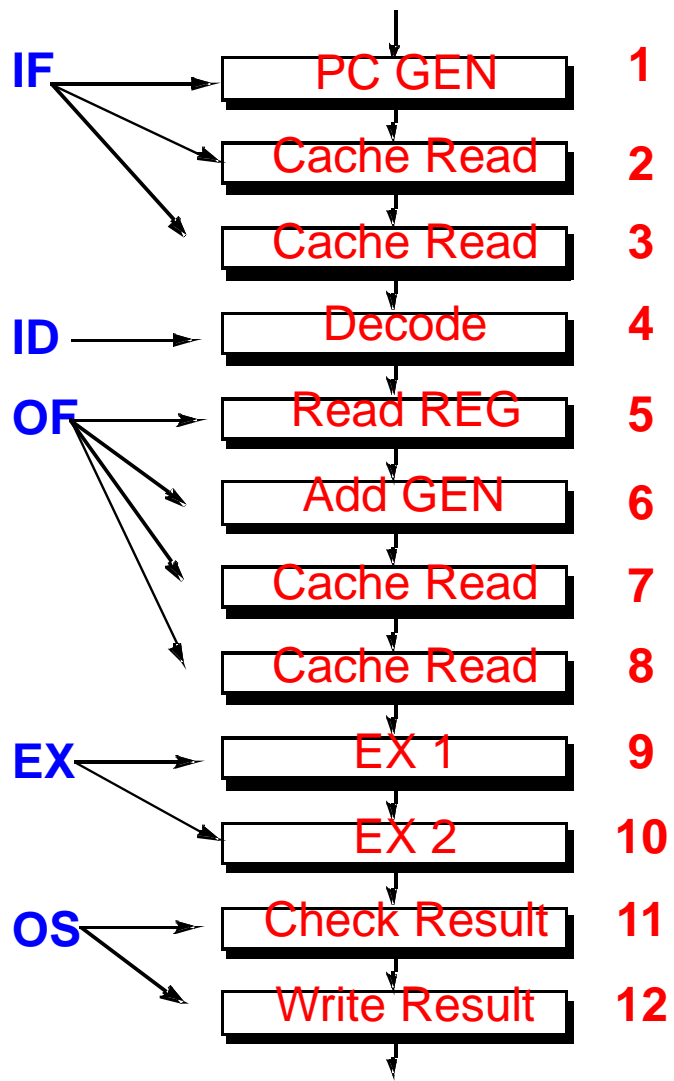 IF PC GEN 1
Cache Read 2
Cache Read 3
ID Decode 4
OF Read REG 5
Add GEN 6
Cache Read 7
Cache Read 8
EX EX 1 9
EX 2 10
OS Check Result 11
Write Result 12